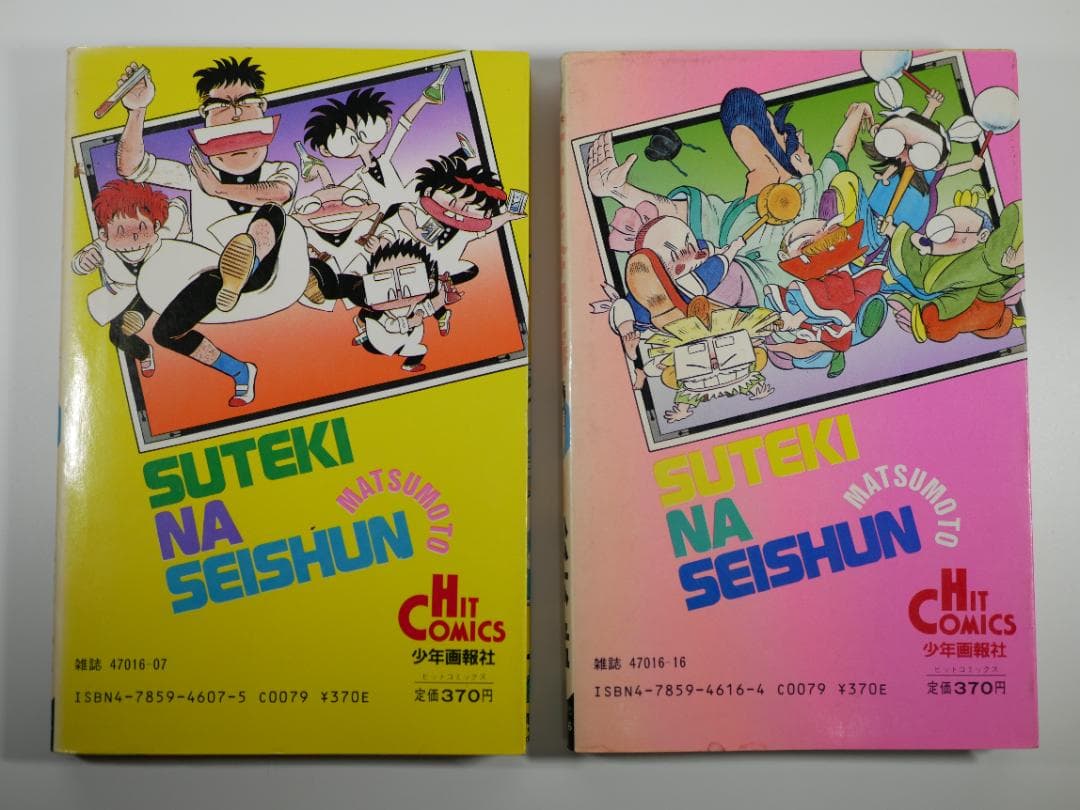 SUTEKI
NA
SEISHUN
MATSUMOTO
HIT
COMICS
少年画報社
ヒットコミックス
定価370円
雑誌 47016-07
ISBN4-7859-4607-5 C0079 ¥370E
SUTEKI
NA
SEISHUN
MATSUMOTO
HIT
COMICS
少年画報社
ヒットコミックス
定価370円
雑誌 47016-16
ISBN4-7859-4616-4 C0079 ¥370E